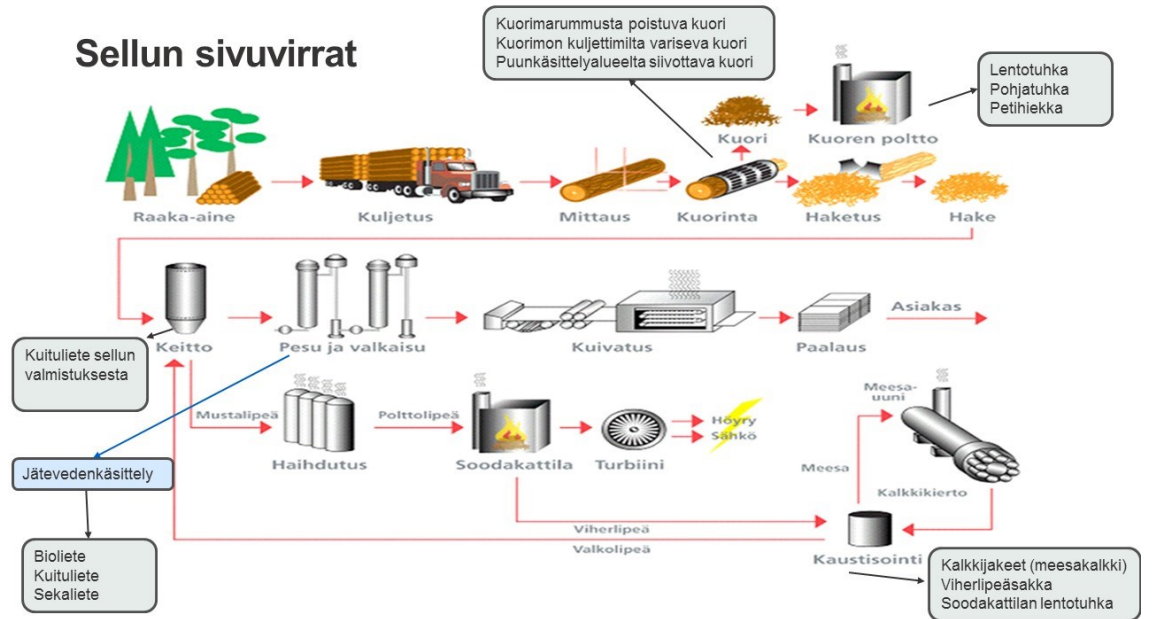 Sellun sivuvirrat
Kuorimarummusta poistuva kuori
Kuorimon kuljettimilta variseva kuori
Puunkäsittelyalueelta siivottava kuori
Lentotuhka
Pohjatuhka
Petihiekka
Kuori
Kuoren poltto
Raaka-aine
Kuljetus
Mittaus
Kuorinta
Haketus
Hake
Keitto
Pesu ja valkaisu
Kuivatus
Paalaus
Asiakas
Kuituliete sellun
valmistuksesta
Mustalipeä
Haihdutus
Polttolipeä
Soodakattila
Turbiini
Höyry
Sähkö
Meesa-
uuni
Meesa
Kalkkikierto
Jätevedenkäsittely
Viherlipeä
Valkolipeä
Kaustisointi
Bioliete
Kuituliete
Sekaliete
Kalkkijakeet (meesakalkki)
Viherlipeäsakka
Soodakattilan lentotuhka